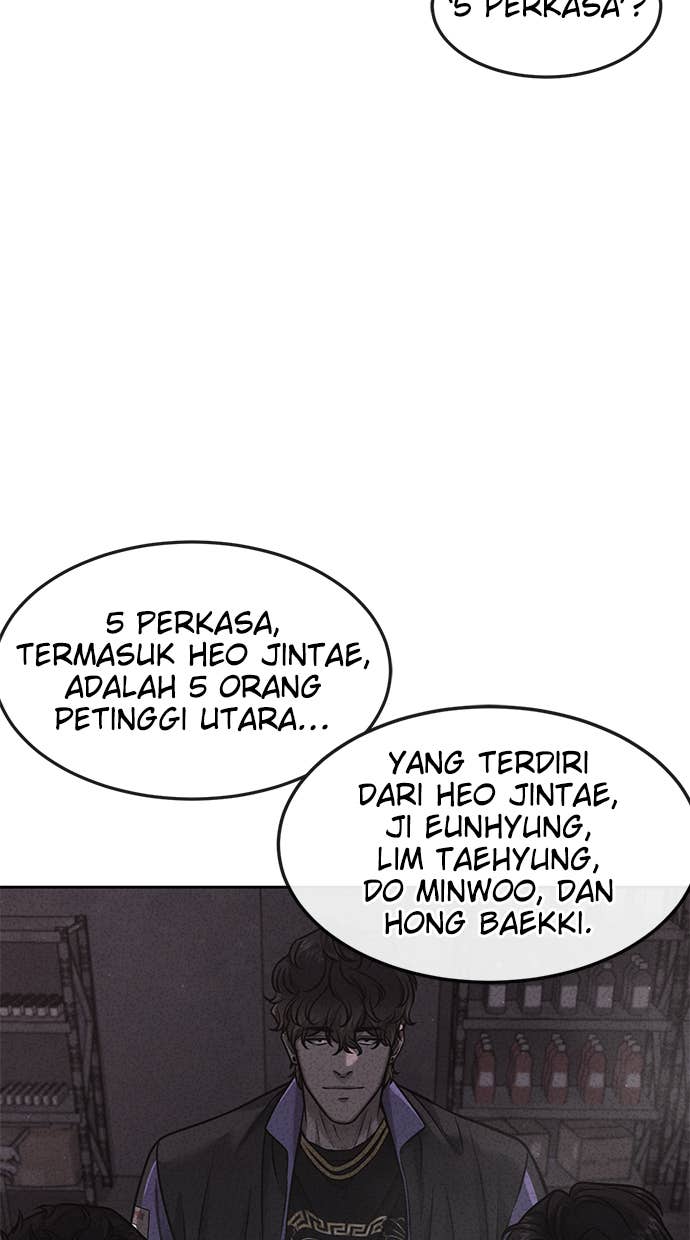 '5 PERKASA'?
5 PERKASA,
TERMASUK HEO JINTAE,
ADALAH 5 ORANG
PETINGGI UTARA...
YANG TERDIRI
DARI HEO JINTAE,
JI EUNHYUNG,
LIM TAEHYUNG,
DO MINWOO, DAN
HONG BAEKKI.